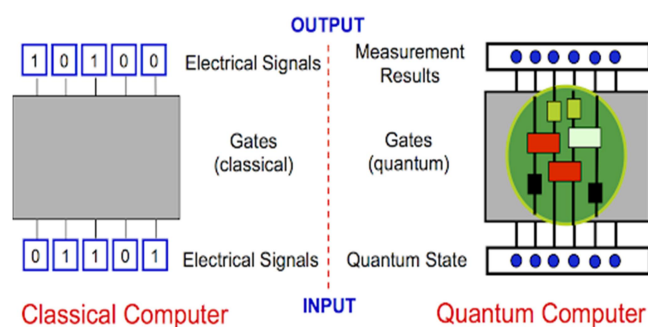 OUTPUT
1 0 1 0 0
Electrical Signals
Measurement
Results
Gates
(classical)
Gates
(quantum)
0 1 1 0 1
Electrical Signals
Quantum State
INPUT
Classical Computer
Quantum Computer